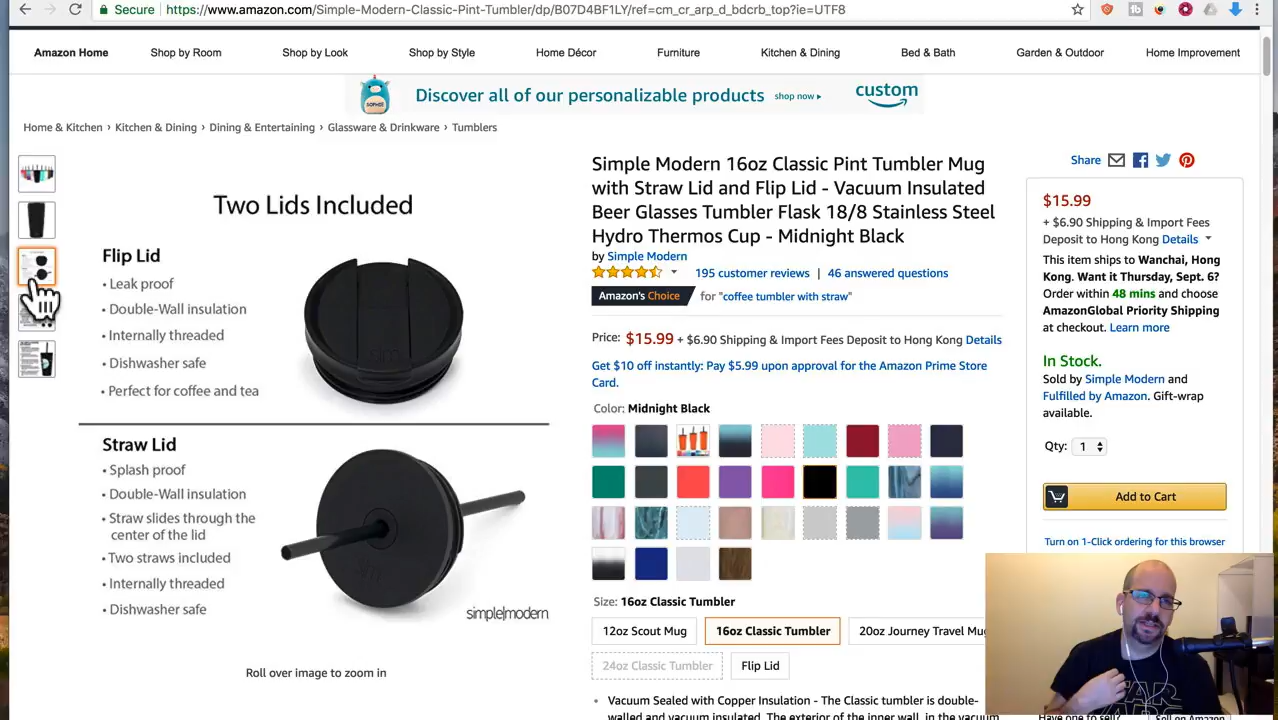 Secure
https://www.amazon.com/Simple-Modern-Classic-Pint-Tumbler/dp/B07D4BF1LY/ref=cm_cr_arp_d_bdcrb_top?ie=UTF8
Amazon Home Shop by Room Shop by Look Shop by Style Home Décor Furniture Kitchen & Dining Bed & Bath Garden & Outdoor Home Improvement
Discover all of our personalizable products shop now ▸ custom
Home & Kitchen › Kitchen & Dining › Dining & Entertaining › Glassware & Drinkware › Tumblers
Two Lids Included
Flip Lid
• Leak proof
• Double-Wall insulation
• Internally threaded
• Dishwasher safe
• Perfect for coffee and tea
Straw Lid
• Splash proof
• Double-Wall insulation
• Straw slides through the
center of the lid
• Two straws included
• Internally threaded
• Dishwasher safe
simple|modern
Roll over image to zoom in
Simple Modern 16oz Classic Pint Tumbler Mug
with Straw Lid and Flip Lid - Vacuum Insulated
Beer Glasses Tumbler Flask 18/8 Stainless Steel
Hydro Thermos Cup - Midnight Black
by Simple Modern
195 customer reviews | 46 answered questions
Amazon's Choice for "coffee tumbler with straw"
Price: $15.99 + $6.90 Shipping & Import Fees Deposit to Hong Kong Details
Get $10 off instantly: Pay $5.99 upon approval for the Amazon Prime Store
Card.
Color: Midnight Black
Size: 16oz Classic Tumbler
12oz Scout Mug 16oz Classic Tumbler 20oz Journey Travel Mug
24oz Classic Tumbler Flip Lid
• Vacuum Sealed with Copper Insulation - The Classic tumbler is double-
walled and vacuum insulated. The exterior of the inner wall, in the vacuum
Share
$15.99
+ $6.90 Shipping & Import Fees
Deposit to Hong Kong Details
This item ships to Wanchai, Hong
Kong. Want it Thursday, Sept. 6?
Order within 48 mins and choose
AmazonGlobal Priority Shipping
at checkout. Learn more
In Stock.
Sold by Simple Modern and
Fulfilled by Amazon. Gift-wrap
available.
Qty: 1
Add to Cart
Turn on 1-Click ordering for this browser
STAR